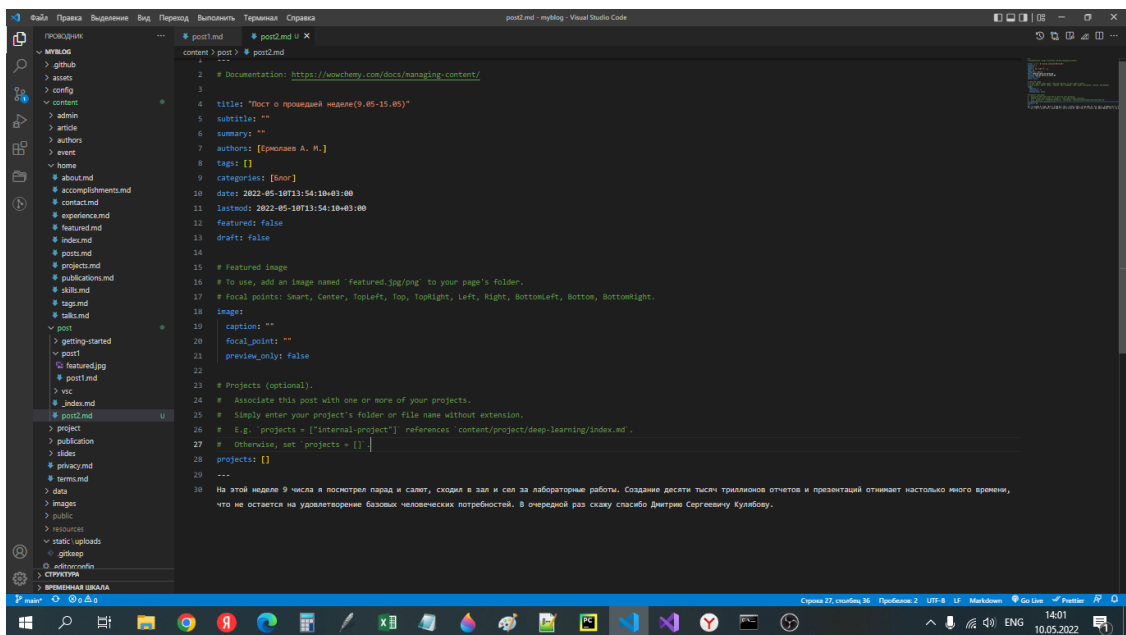 Файл Правка Выделение Вид Переход Выполнить Терминал Справка
post2.md - myblog - Visual Studio Code
ПРОВОДНИК
MYBLOG
.github
assets
config
content
admin
article
authors
event
home
about.md
accomplishments.md
contact.md
experience.md
featured.md
index.md
posts.md
projects.md
publications.md
skills.md
tags.md
talks.md
post
getting-started
post1
featured.jpg
post1.md
vsc
_index.md
post2.md U
project
publication
slides
privacy.md
terms.md
data
images
public
resources
static\uploads
.gitkeep
.editorconfig
СТРУКТУРА
ВРЕМЕННАЯ ШКАЛА
post1.md post2.md U
content > post > post2.md
1 ---
2 # Documentation: https://wowchemy.com/docs/managing-content/
3
4 title: "Пост о прошедшей неделе(9.05-15.05)"
5 subtitle: ""
6 summary: ""
7 authors: [Ермолаев А. М.]
8 tags: []
9 categories: [Блог]
10 date: 2022-05-10T13:54:10+03:00
11 lastmod: 2022-05-10T13:54:10+03:00
12 featured: false
13 draft: false
14
15 # Featured image
16 # To use, add an image named `featured.jpg/png` to your page's folder.
17 # Focal points: Smart, Center, TopLeft, Top, TopRight, Left, Right, BottomLeft, Bottom, BottomRight.
18 image:
19 caption: ""
20 focal_point: ""
21 preview_only: false
22
23 # Projects (optional).
24 # Associate this post with one or more of your projects.
25 # Simply enter your project's folder or file name without extension.
26 # E.g. `projects = ["internal-project"]` references `content/project/deep-learning/index.md`.
27 # Otherwise, set `projects = []`.
28 projects: []
29 ---
30 На этой неделе 9 числа я посмотрел парад и салют, сходил в зал и сел за лабораторные работы. Создание десяти тысяч триллионов отчетов и презентаций отнимает настолько много времени,
что не остается на удовлетворение базовых человеческих потребностей. В очередной раз скажу спасибо Дмитрию Сергеевичу Кулябову.
main* 0 0 Строка 27, столбец 36 Пробелов: 2 UTF-8 LF Markdown Go Live Prettier
ENG 14:01
10.05.2022